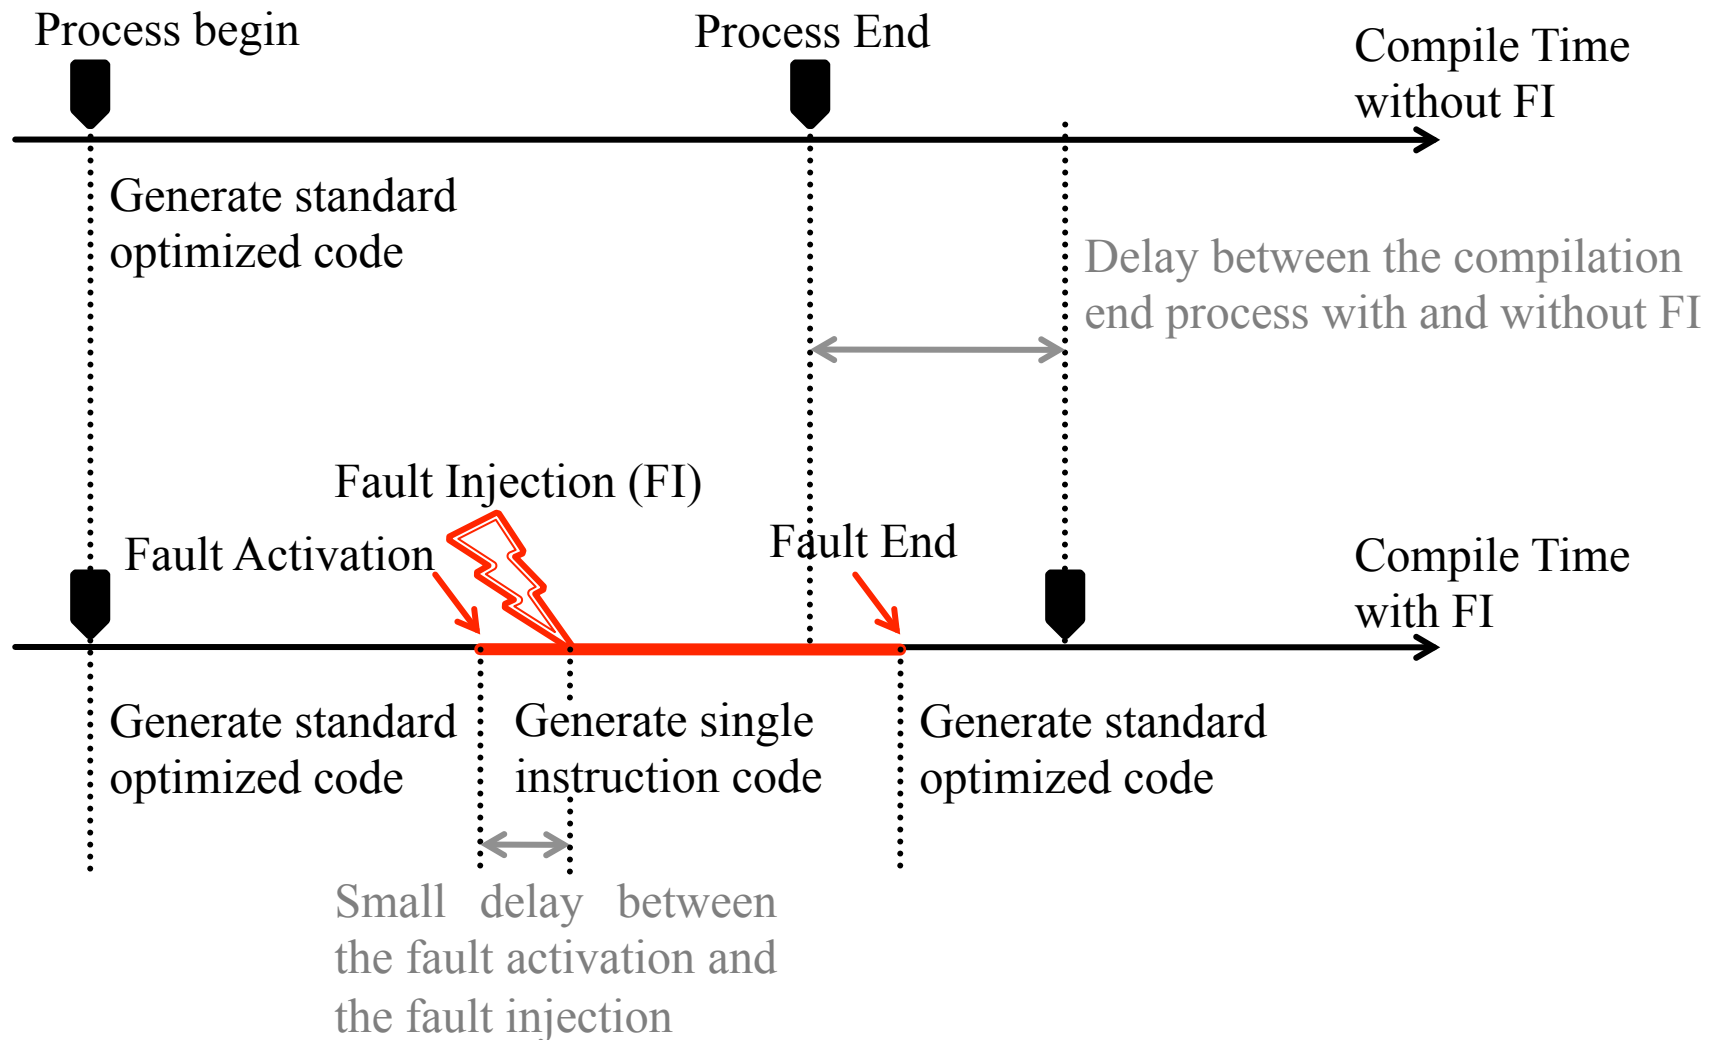 Process begin
Process End
Compile Time
without FI
Generate standard
optimized code
Delay between the compilation
end process with and without FI
Fault Injection (FI)
Fault Activation
Fault End
Compile Time
with FI
Generate standard
optimized code
Generate single
instruction code
Generate standard
optimized code
Small delay between
the fault activation and
the fault injection